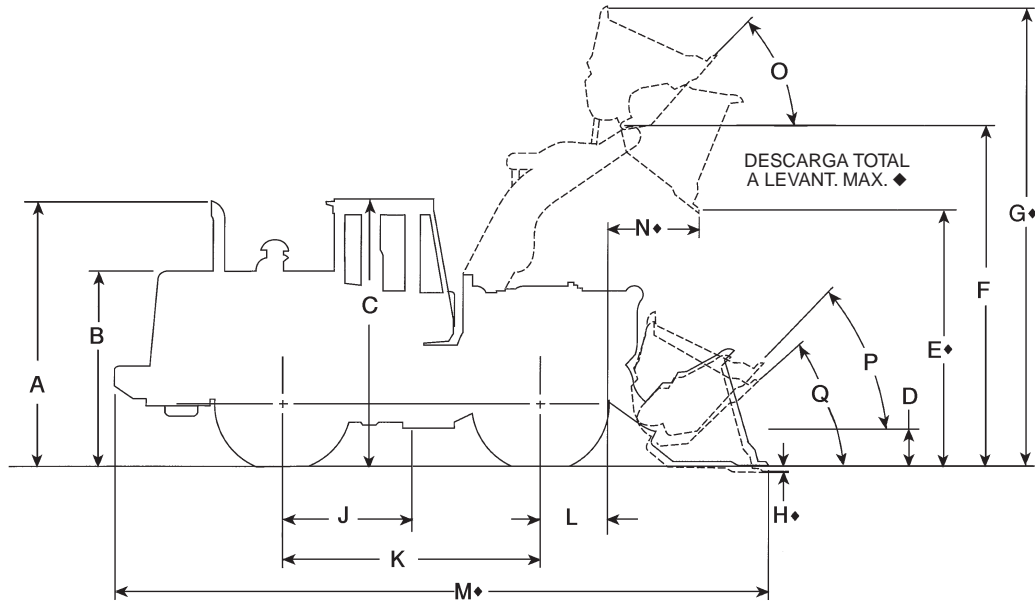 O
DESCARGA TOTAL
A LEVANT. MAX. ◆
G◆
N◆
F
C
B
E◆
A
P
Q
D
H◆
J
L
K
M◆